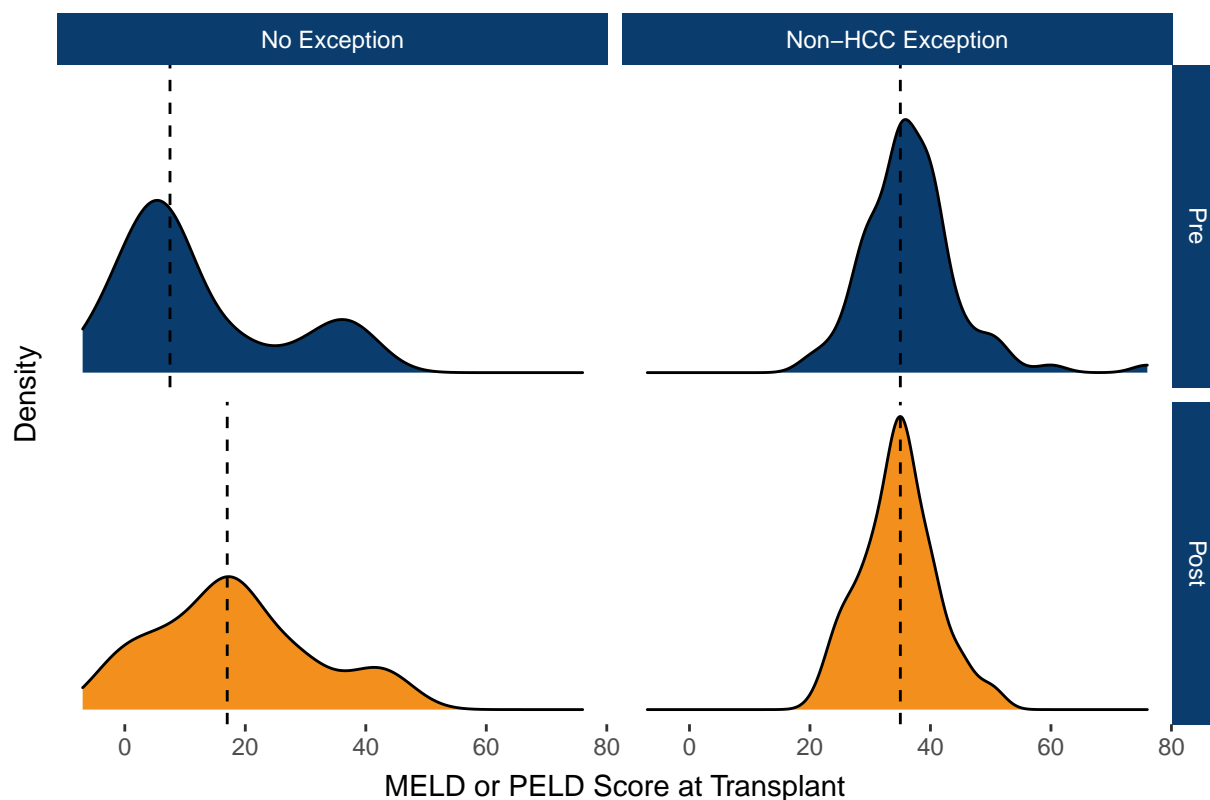 No Exception
Non−HCC Exception
Pre
Post
Density
0 20 40 60 80
0 20 40 60 80
MELD or PELD Score at Transplant